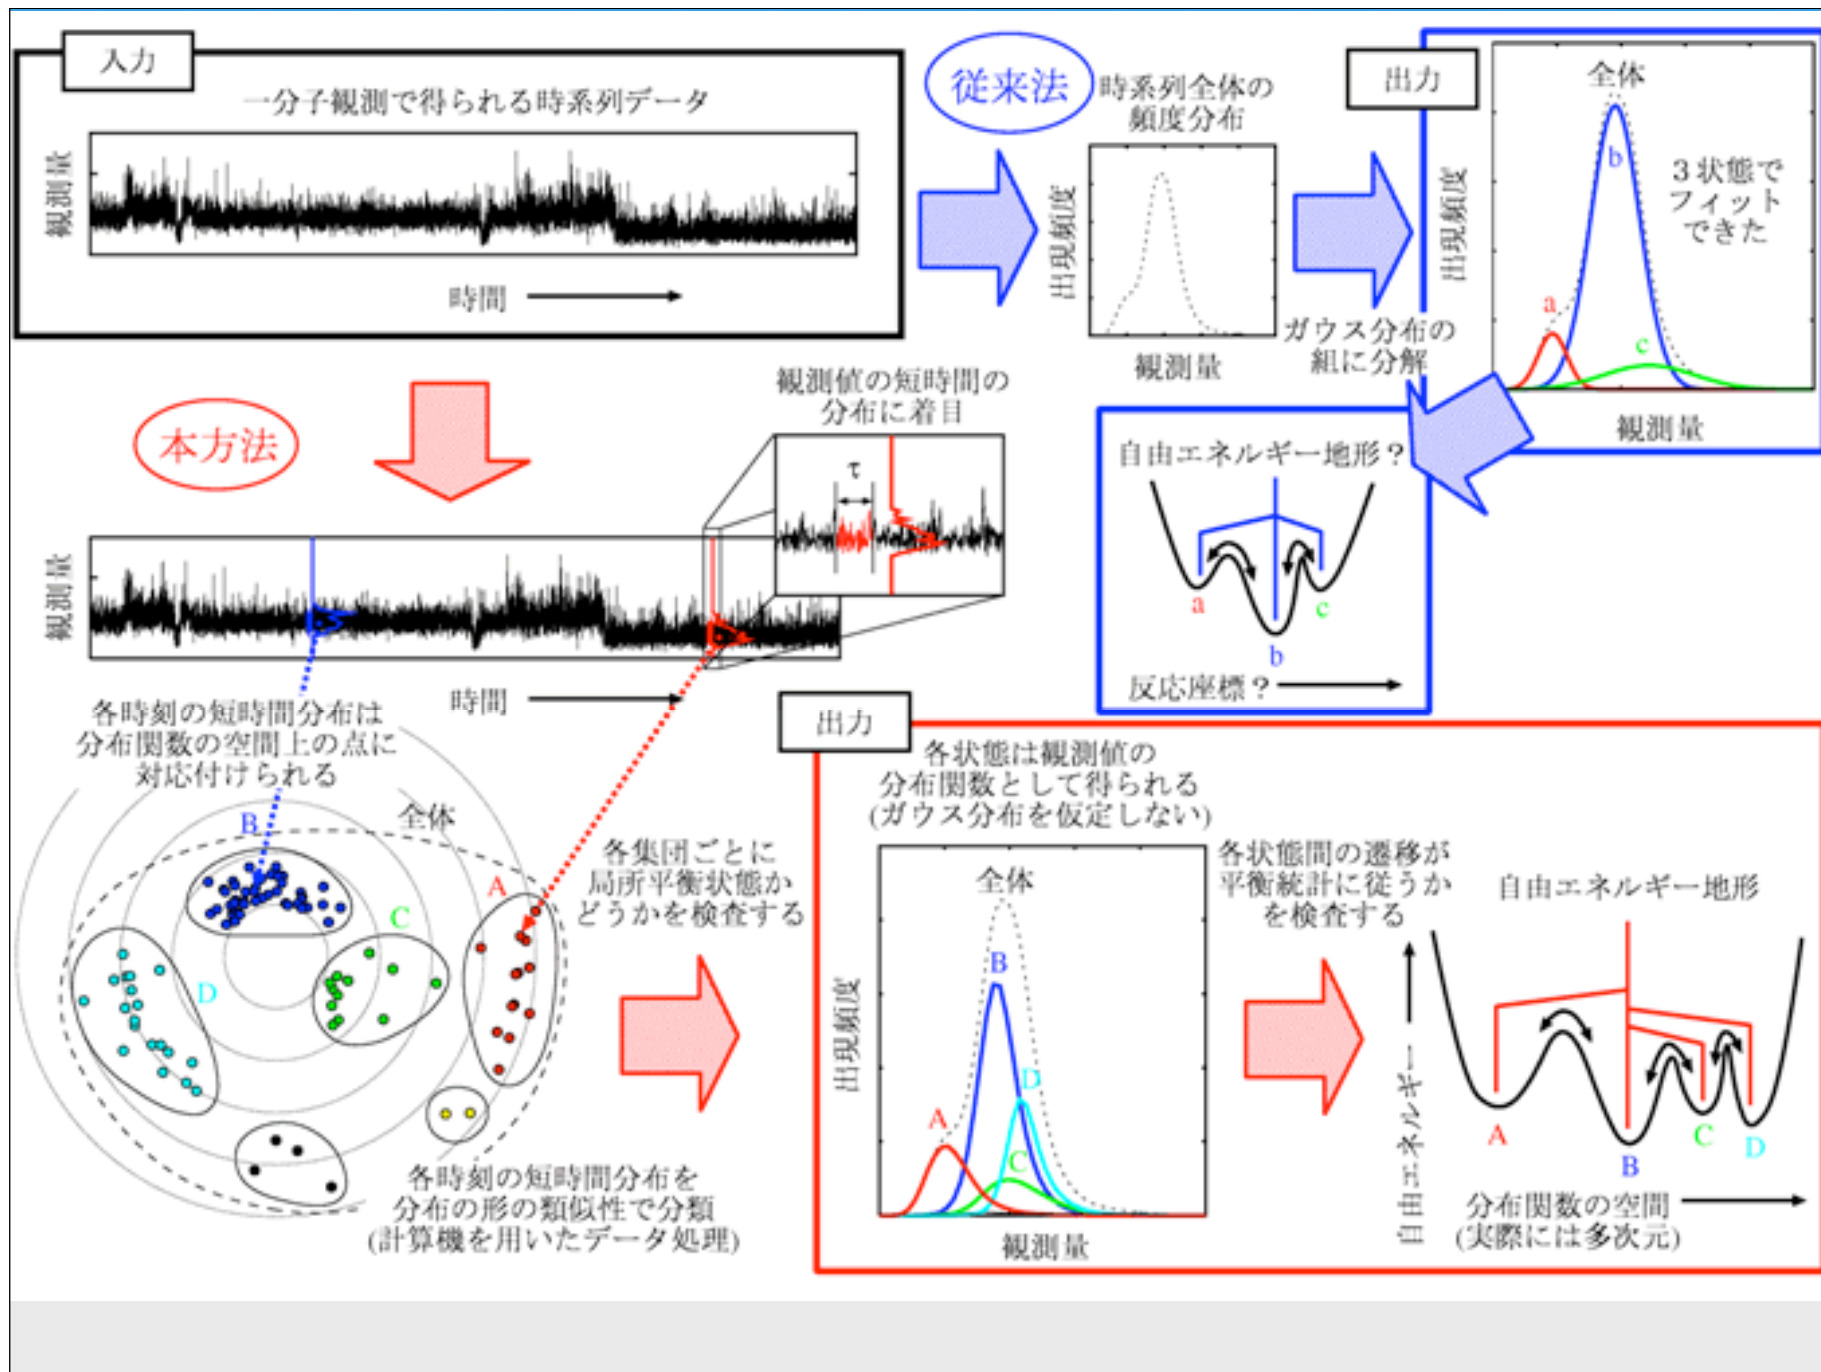 入力
一分子観測で得られる時系列データ
観測量
時間
従来法
時系列全体の
頻度分布
出現頻度
観測量
ガウス分布の
組に分解
出力
全体
b
3状態で
フィット
できた
a
c
出現頻度
観測量
自由エネルギー地形？
a
c
b
反応座標？
本方法
観測値の短時間の
分布に着目
τ
観測量
時間
各時刻の短時間分布は
分布関数の空間上の点に
対応付けられる
全体
B
A
C
D
各集団ごとに
局所平衡状態か
どうかを検査する
各時刻の短時間分布を
分布の形の類似性で分類
(計算機を用いたデータ処理)
出力
各状態は観測値の
分布関数として得られる
(ガウス分布を仮定しない)
全体
B
D
A
C
出現頻度
観測量
各状態間の遷移が
平衡統計に従うか
を検査する
自由エネルギー地形
自由エネルギー
A
B
C
D
分布関数の空間
(実際には多次元)